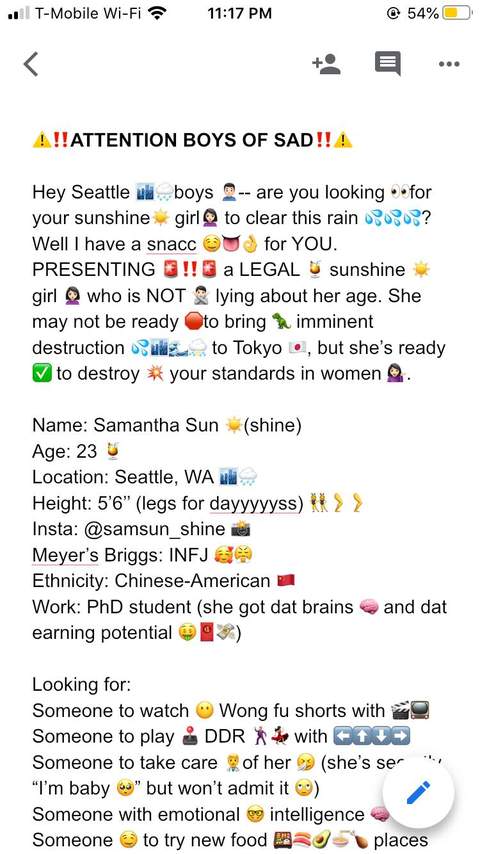 T-Mobile Wi-Fi 11:17 PM 54%
⚠️‼️ATTENTION BOYS OF SAD‼️⚠️
Hey Seattle 🏙️🌧️boys 🙍🏻‍♂️-- are you looking 👀for
your sunshine☀️ girl🙋🏻‍♀️ to clear this rain 💦💦💦?
Well I have a snacc 😋👅👌 for YOU.
PRESENTING 🚨‼️🚨 a LEGAL 🍹 sunshine ☀️
girl 🙋🏻‍♀️ who is NOT 🙅🏻‍♂️ lying about her age. She
may not be ready 🛑to bring 🦖 imminent
destruction 💦🏙️🌊🌧️ to Tokyo 🇯🇵, but she’s ready
✅ to destroy 💥 your standards in women 💁🏻‍♀️.
Name: Samantha Sun ☀️(shine)
Age: 23 🍹
Location: Seattle, WA 🏙️🌧️
Height: 5’6’’ (legs for dayyyyyss) 👯🦵🦵
Insta: @samsun_shine 📸
Meyer’s Briggs: INFJ 🥰😤
Ethnicity: Chinese-American 🇨🇳
Work: PhD student (she got dat brains 🧠 and dat
earning potential 🤑🧧💸)
Looking for:
Someone to watch 😶 Wong fu shorts with 🎬📺
Someone to play 🕹️ DDR 🕺💃 with ⬅️⬆️⬇️➡️
Someone to take care 👨‍⚕️of her 🤧 (she’s
“I’m baby 🥺” but won’t admit it 🙄)
Someone with emotional 🤓 intelligence 🧠
Someone 😋 to try new food 🍱🍣🥑🍜🍡 places